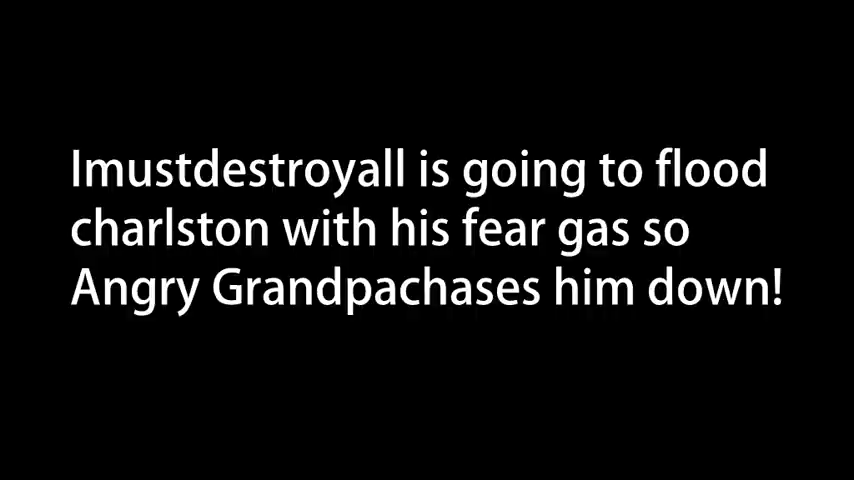 Imustdestroyall is going to flood
charlston with his fear gas so
Angry Grandpachases him down!